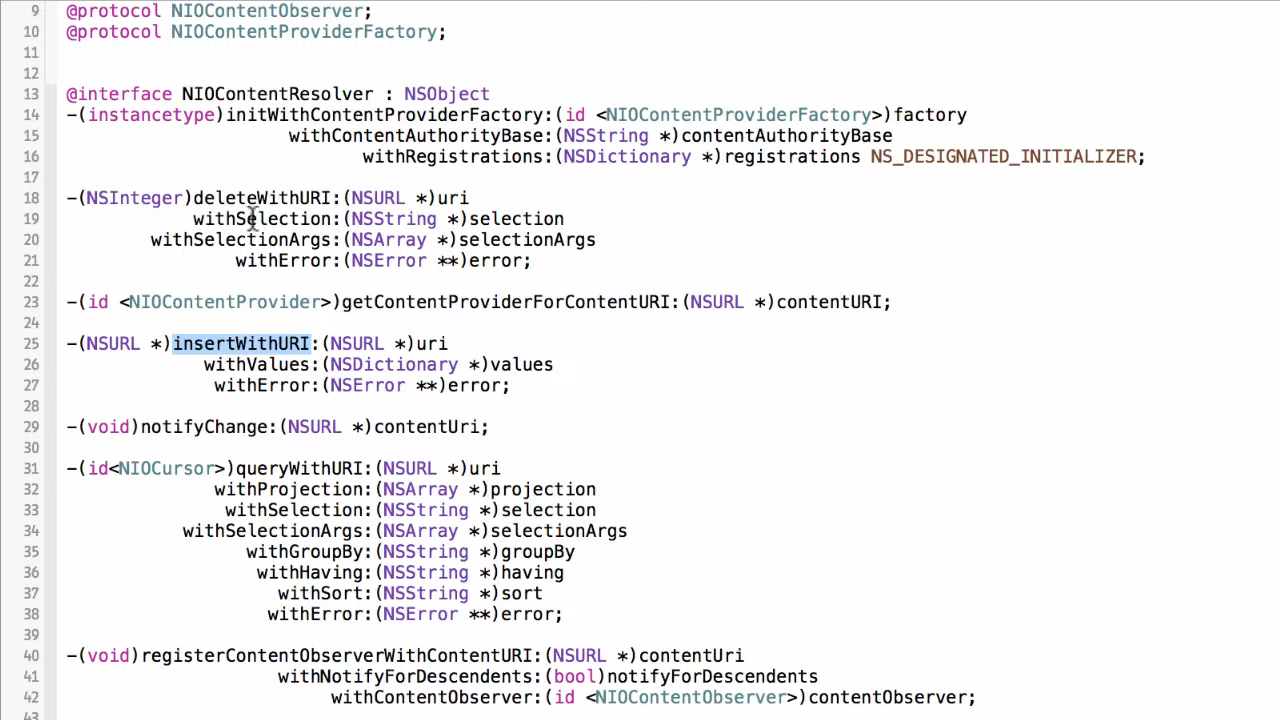 9 @protocol NIOContentObserver;
10 @protocol NIOContentProviderFactory;
11
12
13 @interface NIOContentResolver : NSObject
14 -(instancetype)initWithContentProviderFactory:(id <NIOContentProviderFactory>)factory
15 withContentAuthorityBase:(NSString *)contentAuthorityBase
16 withRegistrations:(NSDictionary *)registrations NS_DESIGNATED_INITIALIZER;
17
18 -(NSInteger)deleteWithURI:(NSURL *)uri
19 withSelection:(NSString *)selection
20 withSelectionArgs:(NSArray *)selectionArgs
21 withError:(NSError **)error;
22
23 -(id <NIOContentProvider>)getContentProviderForContentURI:(NSURL *)contentURI;
24
25 -(NSURL *)insertWithURI:(NSURL *)uri
26 withValues:(NSDictionary *)values
27 withError:(NSError **)error;
28
29 -(void)notifyChange:(NSURL *)contentUri;
30
31 -(id<NIOCursor>)queryWithURI:(NSURL *)uri
32 withProjection:(NSArray *)projection
33 withSelection:(NSString *)selection
34 withSelectionArgs:(NSArray *)selectionArgs
35 withGroupBy:(NSString *)groupBy
36 withHaving:(NSString *)having
37 withSort:(NSString *)sort
38 withError:(NSError **)error;
39
40 -(void)registerContentObserverWithContentURI:(NSURL *)contentUri
41 withNotifyForDescendents:(bool)notifyForDescendents
42 withContentObserver:(id <NIOContentObserver>)contentObserver;
43